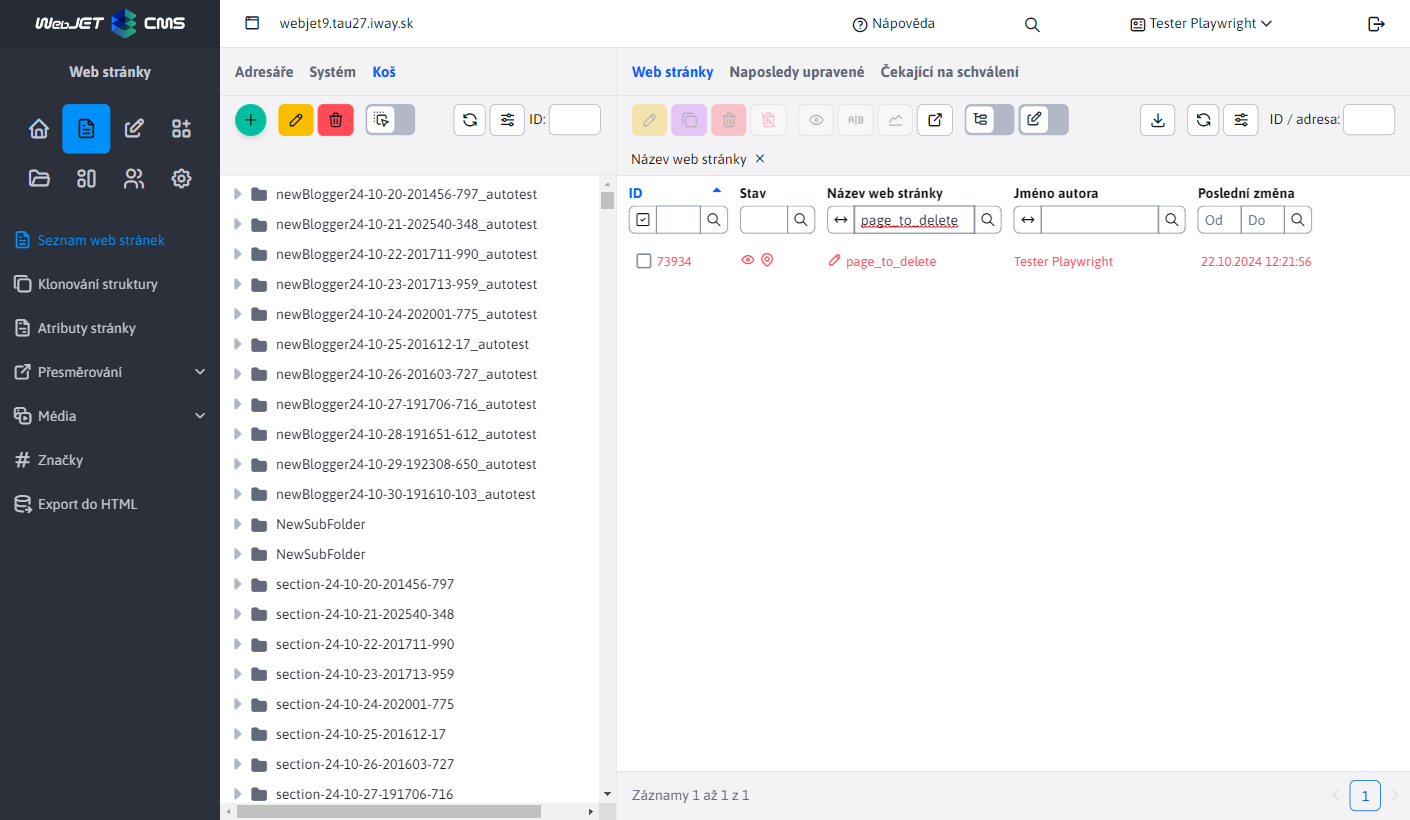 WebJET CMS
webjet9.tau27.iway.sk
Nápověda
Tester Playwright
Web stránky
Seznam web stránek
Klonování struktury
Atributy stránky
Přesměrování
Média
Značky
Export do HTML
Adresáře Systém Koš
ID:
newBlogger24-10-20-201456-797_autotest
newBlogger24-10-21-202540-348_autotest
newBlogger24-10-22-201711-990_autotest
newBlogger24-10-23-201713-959_autotest
newBlogger24-10-24-202001-775_autotest
newBlogger24-10-25-201612-17_autotest
newBlogger24-10-26-201603-727_autotest
newBlogger24-10-27-191706-716_autotest
newBlogger24-10-28-191651-612_autotest
newBlogger24-10-29-192308-650_autotest
newBlogger24-10-30-191610-103_autotest
NewSubFolder
NewSubFolder
section-24-10-20-201456-797
section-24-10-21-202540-348
section-24-10-22-201711-990
section-24-10-23-201713-959
section-24-10-24-202001-775
section-24-10-25-201612-17
section-24-10-26-201603-727
section-24-10-27-191706-716
Web stránky Naposledy upravené Čekající na schválení
A|B
ID / adresa:
Název web stránky ×
ID Stav Název web stránky Jméno autora Poslední změna
page_to_delete Od Do
73934 page_to_delete Tester Playwright 22.10.2024 12:21:56
Záznamy 1 až 1 z 1
1